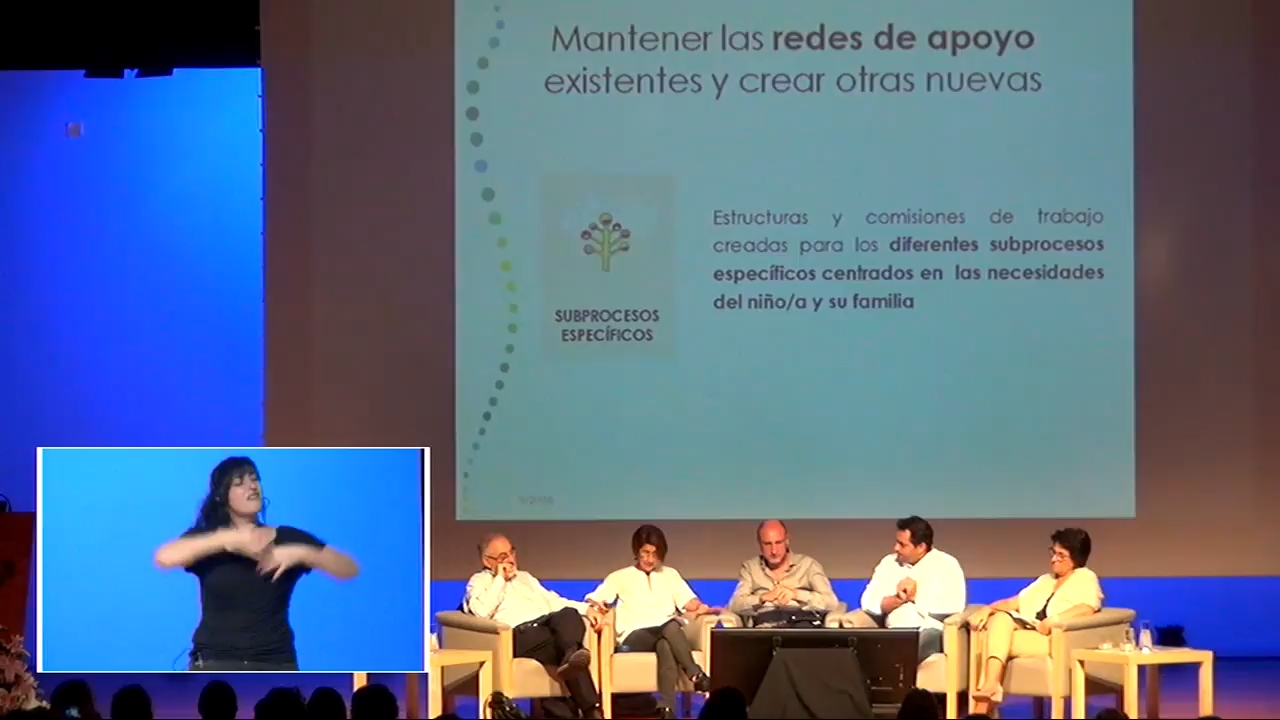 Mantener las redes de apoyo
existentes y crear otras nuevas
Estructuras y comisiones de trabajo
creadas para los diferentes subprocesos
específicos centrados en las necesidades
del niño/a y su familia
SUBPROCESOS
ESPECÍFICOS